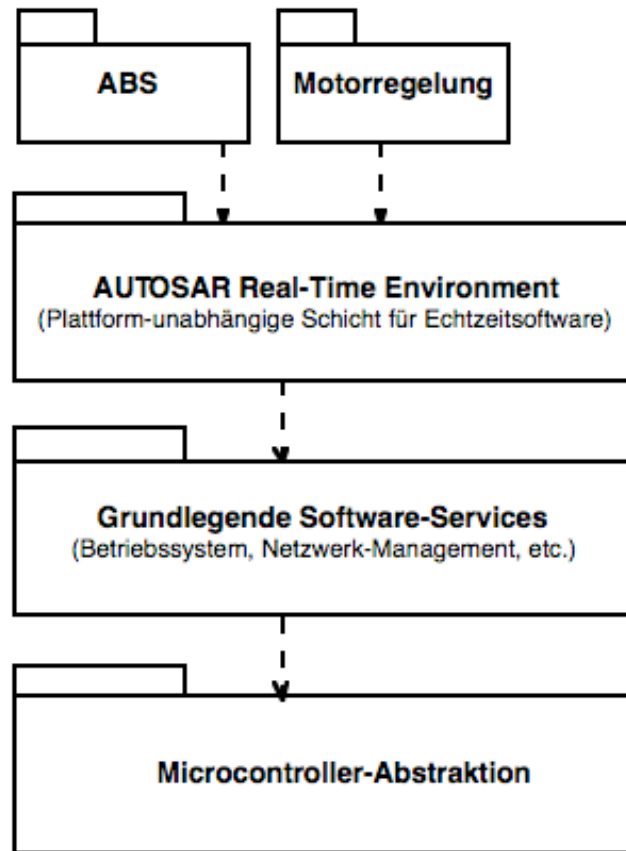 ABS
Motorregelung
AUTOSAR Real-Time Environment
(Plattform-unabhängige Schicht für Echtzeitsoftware)
Grundlegende Software-Services
(Betriebssystem, Netzwerk-Management, etc.)
Microcontroller-Abstraktion